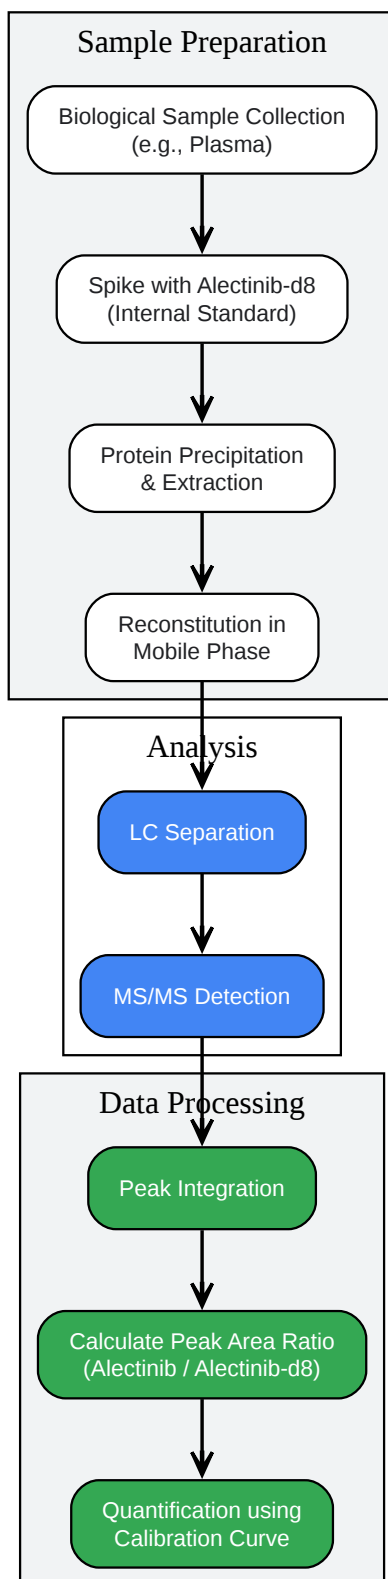 Sample Preparation
Biological Sample Collection
(e.g., Plasma)
Spike with Alectinib-d8
(Internal Standard)
Protein Precipitation
& Extraction
Reconstitution in
Mobile Phase
Analysis
LC Separation
MS/MS Detection
Data Processing
Peak Integration
Calculate Peak Area Ratio
(Alectinib / Alectinib-d8)
Quantification using
Calibration Curve